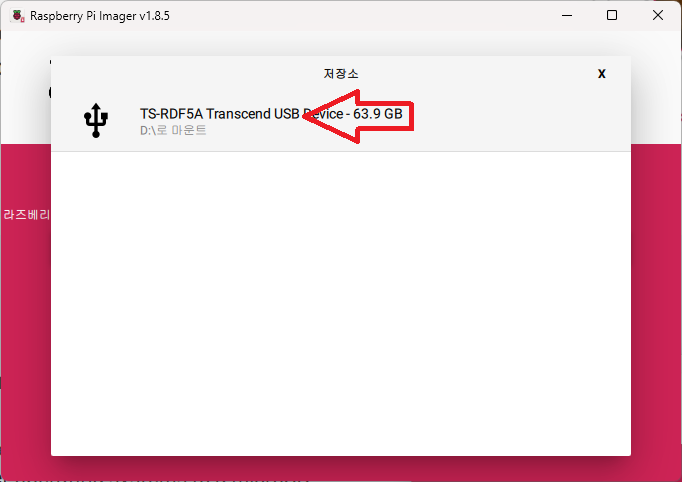 Raspberry Pi Imager v1.8.5
저장소
X
TS-RDF5A Transcend USB Device - 63.9 GB
D:\로 마운트
라즈베리